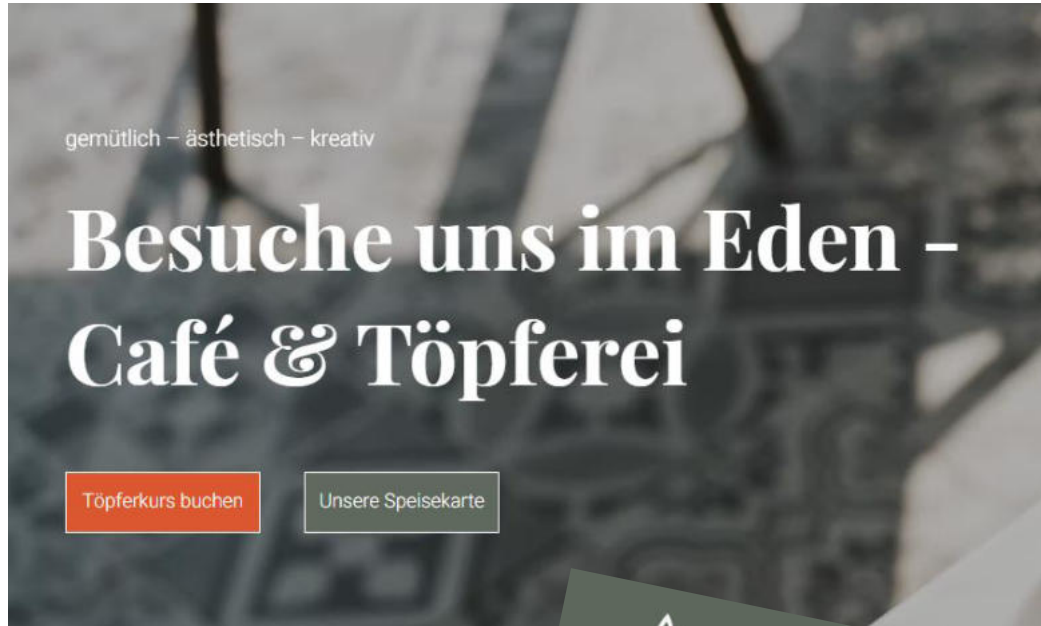 gemütlich – ästhetisch – kreativ
Besuche uns im Eden –
Café & Töpferei
Töpferkurs buchen
Unsere Speisekarte